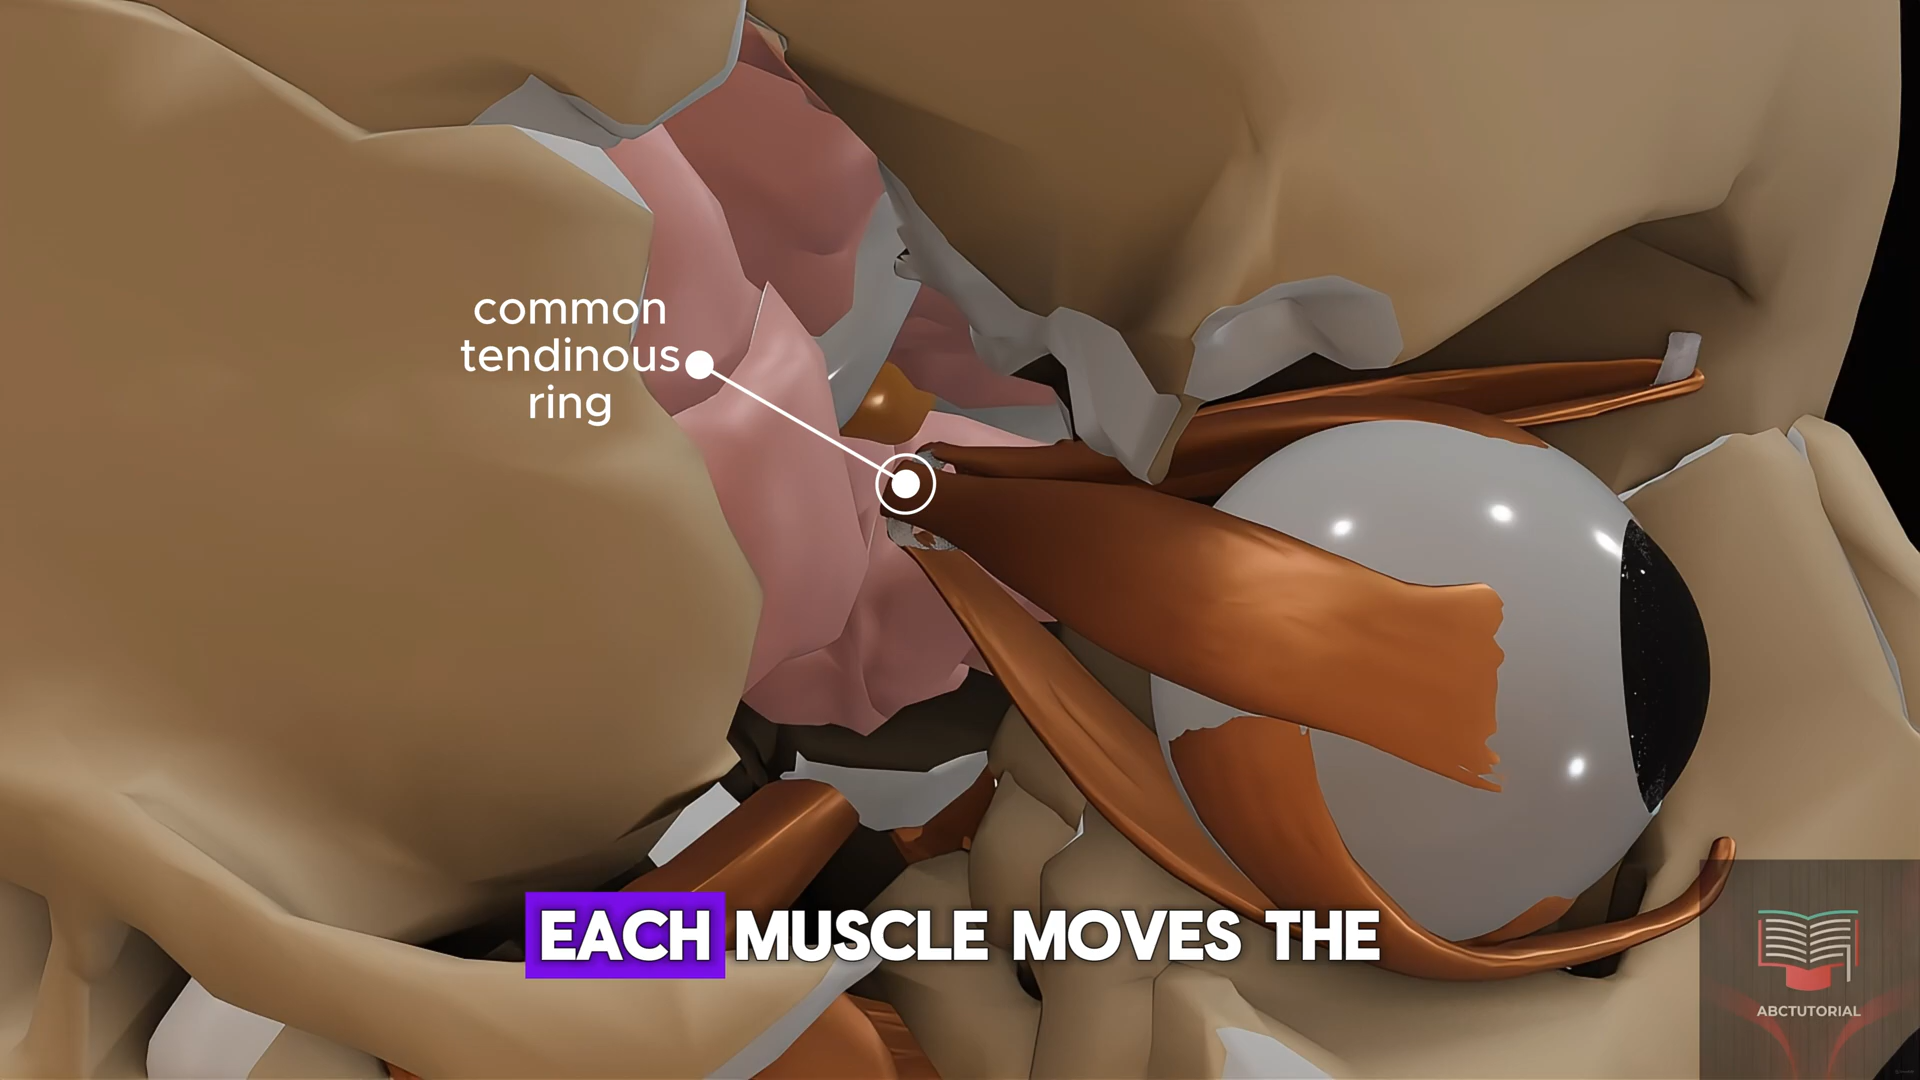 common
tendinous
ring
EACH MUSCLE MOVES THE
ABCTUTORIAL